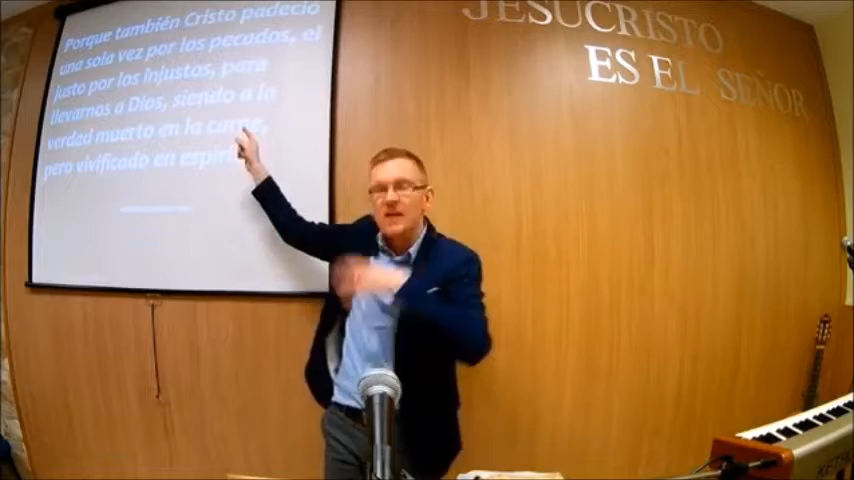 Porque también Cristo padeció
una sola vez por los pecados, el
justo por los injustos, para
llevarnos a Dios, siendo a la
verdad muerto en la carne,
pero vivificado en
JESUCRISTO
ES EL SEÑOR